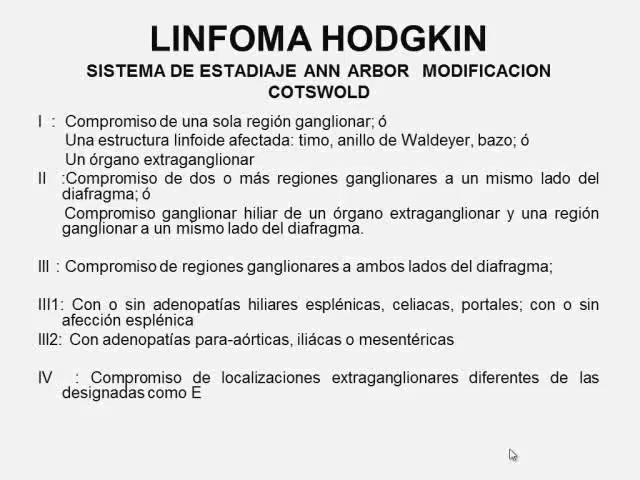 LINFOMA HODGKIN
SISTEMA DE ESTADIAJE ANN ARBOR MODIFICACION
COTSWOLD
I : Compromiso de una sola región ganglionar; ó
Una estructura linfoide afectada: timo, anillo de Waldeyer, bazo; ó
Un órgano extraganglionar
II :Compromiso de dos o más regiones ganglionares a un mismo lado del
diafragma; ó
Compromiso ganglionar hiliar de un órgano extraganglionar y una región
ganglionar a un mismo lado del diafragma.
III : Compromiso de regiones ganglionares a ambos lados del diafragma;
III1: Con o sin adenopatías hiliares esplénicas, celiacas, portales; con o sin
afección esplénica
III2: Con adenopatías para-aórticas, iliácas o mesentéricas
IV : Compromiso de localizaciones extraganglionares diferentes de las
designadas como E